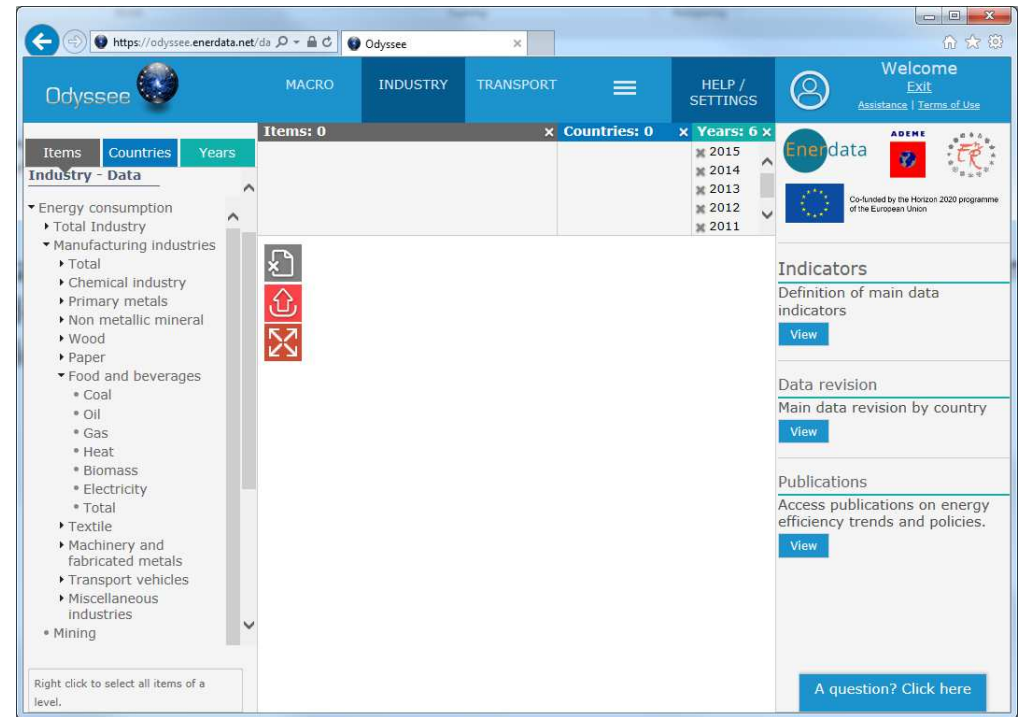 https://odyssee.enerdata.net/da
Odyssee
Odyssee
MACRO
INDUSTRY
TRANSPORT
HELP /
SETTINGS
Welcome
Exit
Assistance | Terms of Use
Items
Countries
Years
Items: 0 x
Countries: 0 x
Years: 6 x
2015
2014
2013
2012
2011
Industry - Data
Energy consumption
Total Industry
Manufacturing industries
Total
Chemical industry
Primary metals
Non metallic mineral
Wood
Paper
Food and beverages
Coal
Oil
Gas
Heat
Biomass
Electricity
Total
Textile
Machinery and
fabricated metals
Transport vehicles
Miscellaneous
industries
Mining
Right click to select all items of a
level.
Enerdata
ADEME
Co-funded by the Horizon 2020 programme
of the European Union
Indicators
Definition of main data
indicators
View
Data revision
Main data revision by country
View
Publications
Access publications on energy
efficiency trends and policies.
View
A question? Click here